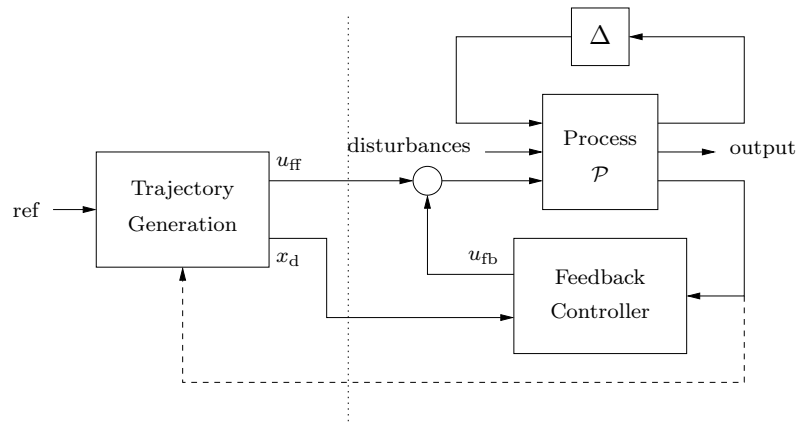 Δ
disturbances
Process
𝒫
output
u_ff
Trajectory
Generation
ref
x_d
u_fb
Feedback
Controller